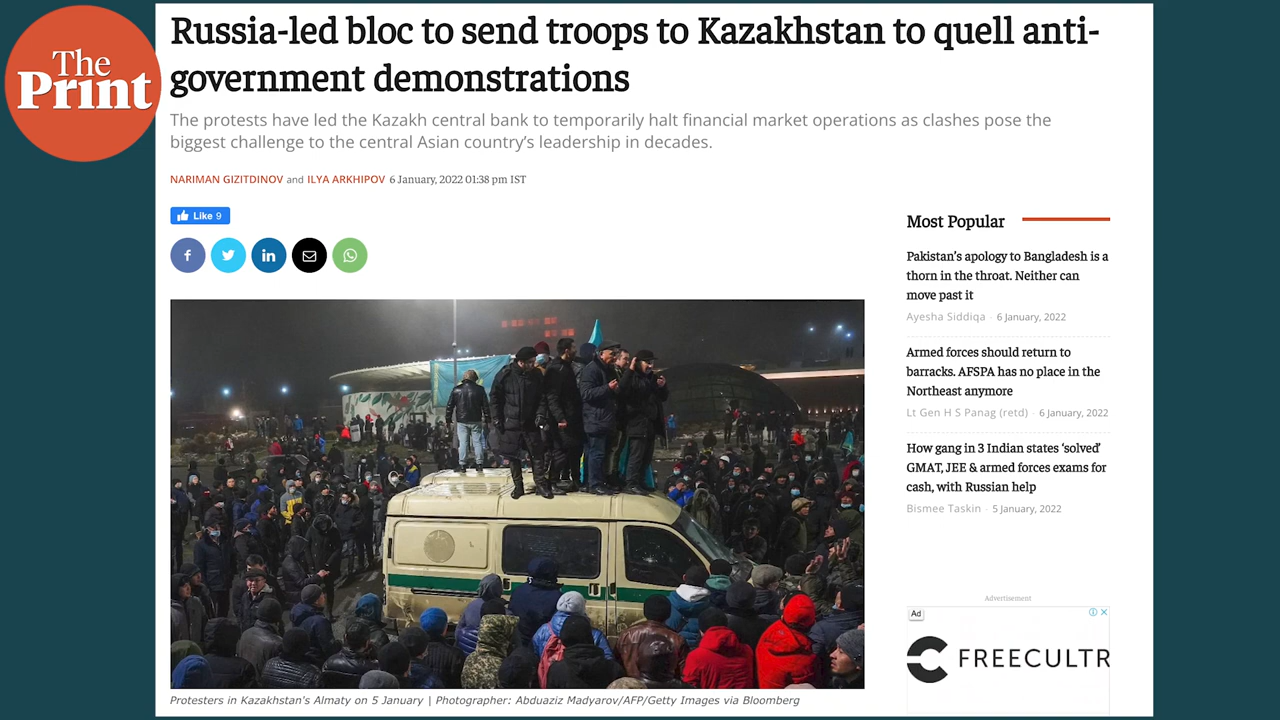 The
Print
Russia-led bloc to send troops to Kazakhstan to quell anti-
government demonstrations
The protests have led the Kazakh central bank to temporarily halt financial market operations as clashes pose the
biggest challenge to the central Asian country's leadership in decades.
NARIMAN GIZITDINOV and ILYA ARKHIPOV 6 January, 2022 01:38 pm IST
Like 9
f
in
Protesters in Kazakhstan's Almaty on 5 January | Photographer: Abduaziz Madyarov/AFP/Getty Images via Bloomberg
Most Popular
Pakistan's apology to Bangladesh is a
thorn in the throat. Neither can
move past it
Ayesha Siddiqa - 6 January, 2022
Armed forces should return to
barracks. AFSPA has no place in the
Northeast anymore
Lt Gen H S Panag (retd) - 6 January, 2022
How gang in 3 Indian states 'solved'
GMAT, JEE & armed forces exams for
cash, with Russian help
Bismee Taskin - 5 January, 2022
Advertisement
Ad
FREECULTR